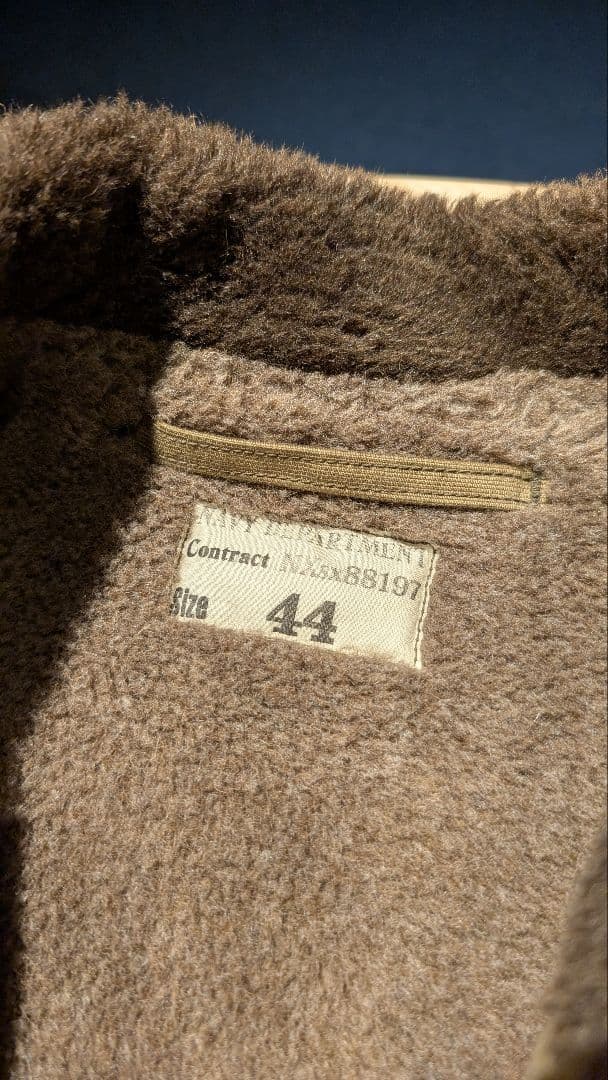 NAVY DEPARTMENT
Contract NXsx88197
Size 44